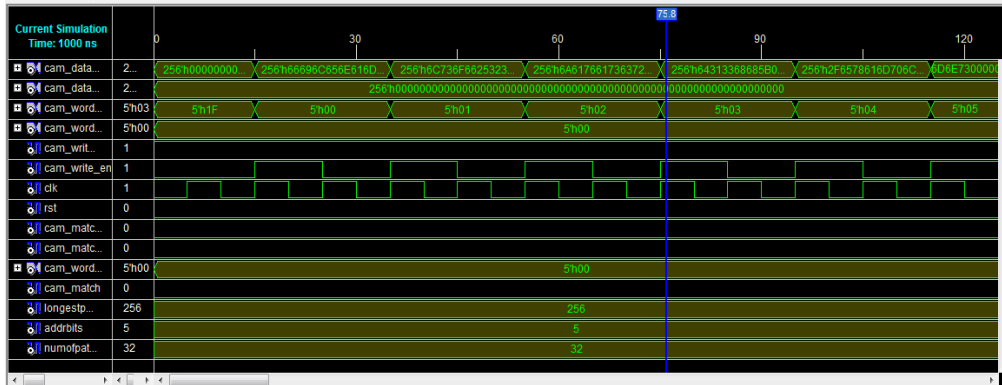 75.8
Current Simulation
Time: 1000 ns
0 30 60 90 120
cam_data... 2... 256'h00000000... 256'h66696C656E616D... 256'h6C736F6625323... 256'h6A617661736372... 256'h64313368685B0... 256'h2F6578616D706C... 6D6E7300000
cam_data... 2...
cam_word... 5'h03 5'h1F 5'h00 5'h01 5'h02 5'h03 5'h04 5'h05
cam_word... 5'h00 5'h00
cam_writ... 1
cam_write_en 1
clk 1
rst 0
cam_matc... 0
cam_matc... 0
cam_word... 5'h00 5'h00
cam_match 0
longestp... 256 256
addrbits 5 5
numofpat... 32 32